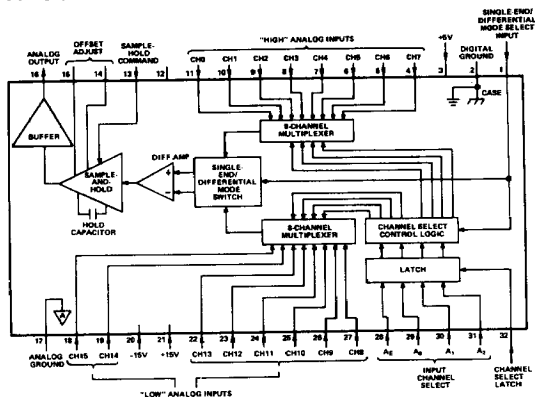 SINGLE-END/
DIFFERENTIAL
MODE SELECT
INPUT
"HIGH" ANALOG INPUTS
ANALOG
OUTPUT
OFFSET
ADJUST
SAMPLE-
HOLD
COMMAND
CH0 CH1 CH2 CH3 CH4 CH5 CH6 CH7
+5V
DIGITAL
GROUND
16 15 14 13 12 11 10 9 8 7 6 5 4 3 2 1
CASE
BUFFER
8-CHANNEL
MULTIPLEXER
DIFF AMP
SAMPLE-
AND-
HOLD
+
−
SINGLE-
END/
DIFFERENTIAL
MODE
SWITCH
HOLD
CAPACITOR
8-CHANNEL
MULTIPLEXER
CHANNEL SELECT
CONTROL LOGIC
LATCH
A
17 18 19 20 21 22 23 24 25 26 27 28 29 30 31 32
ANALOG
GROUND
CH15 CH14 -15V +15V CH13 CH12 CH11 CH10 CH9 CH8
AE A0 A1 A2
INPUT
CHANNEL
SELECT
CHANNEL
SELECT
LATCH
"LOW" ANALOG INPUTS